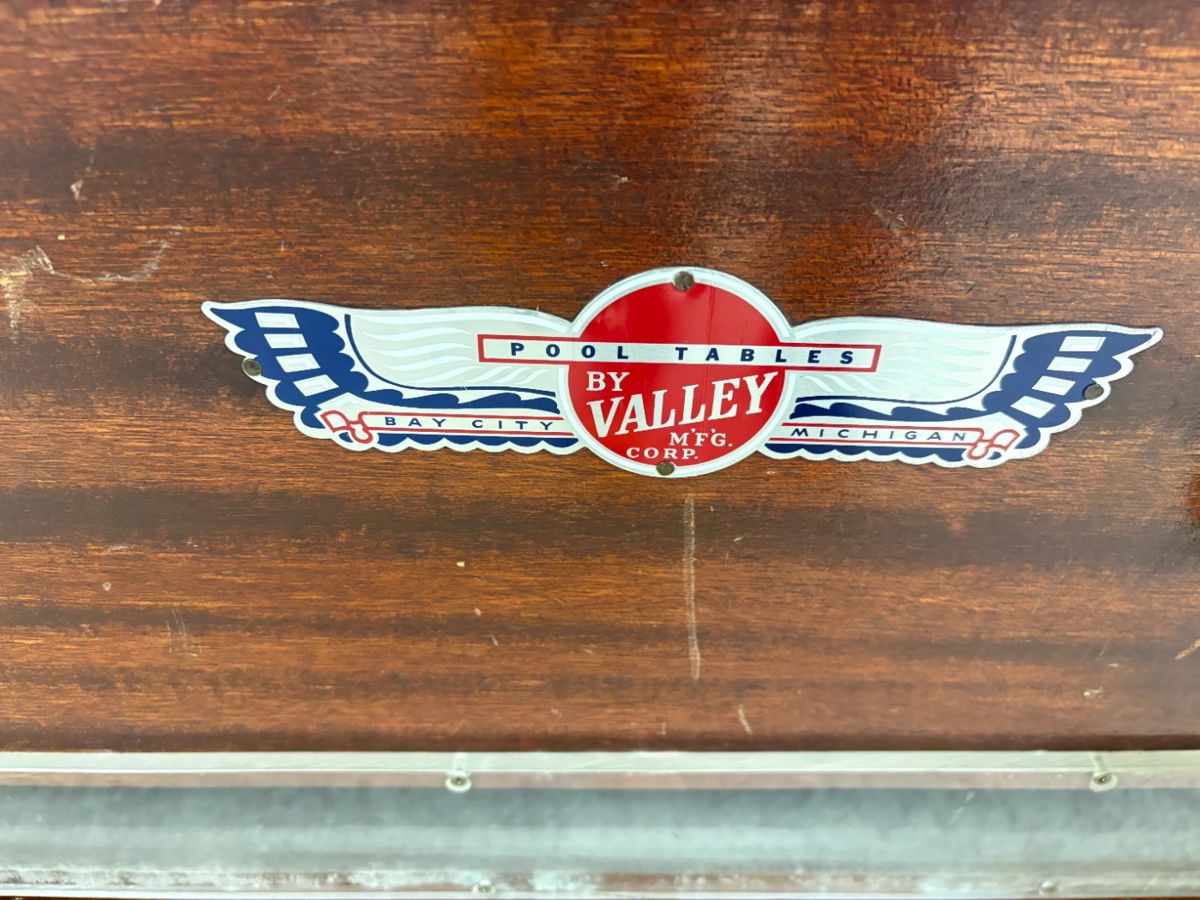 POOL TABLES
BY
VALLEY
M'F'G.
CORP.
BAY CITY
MICHIGAN